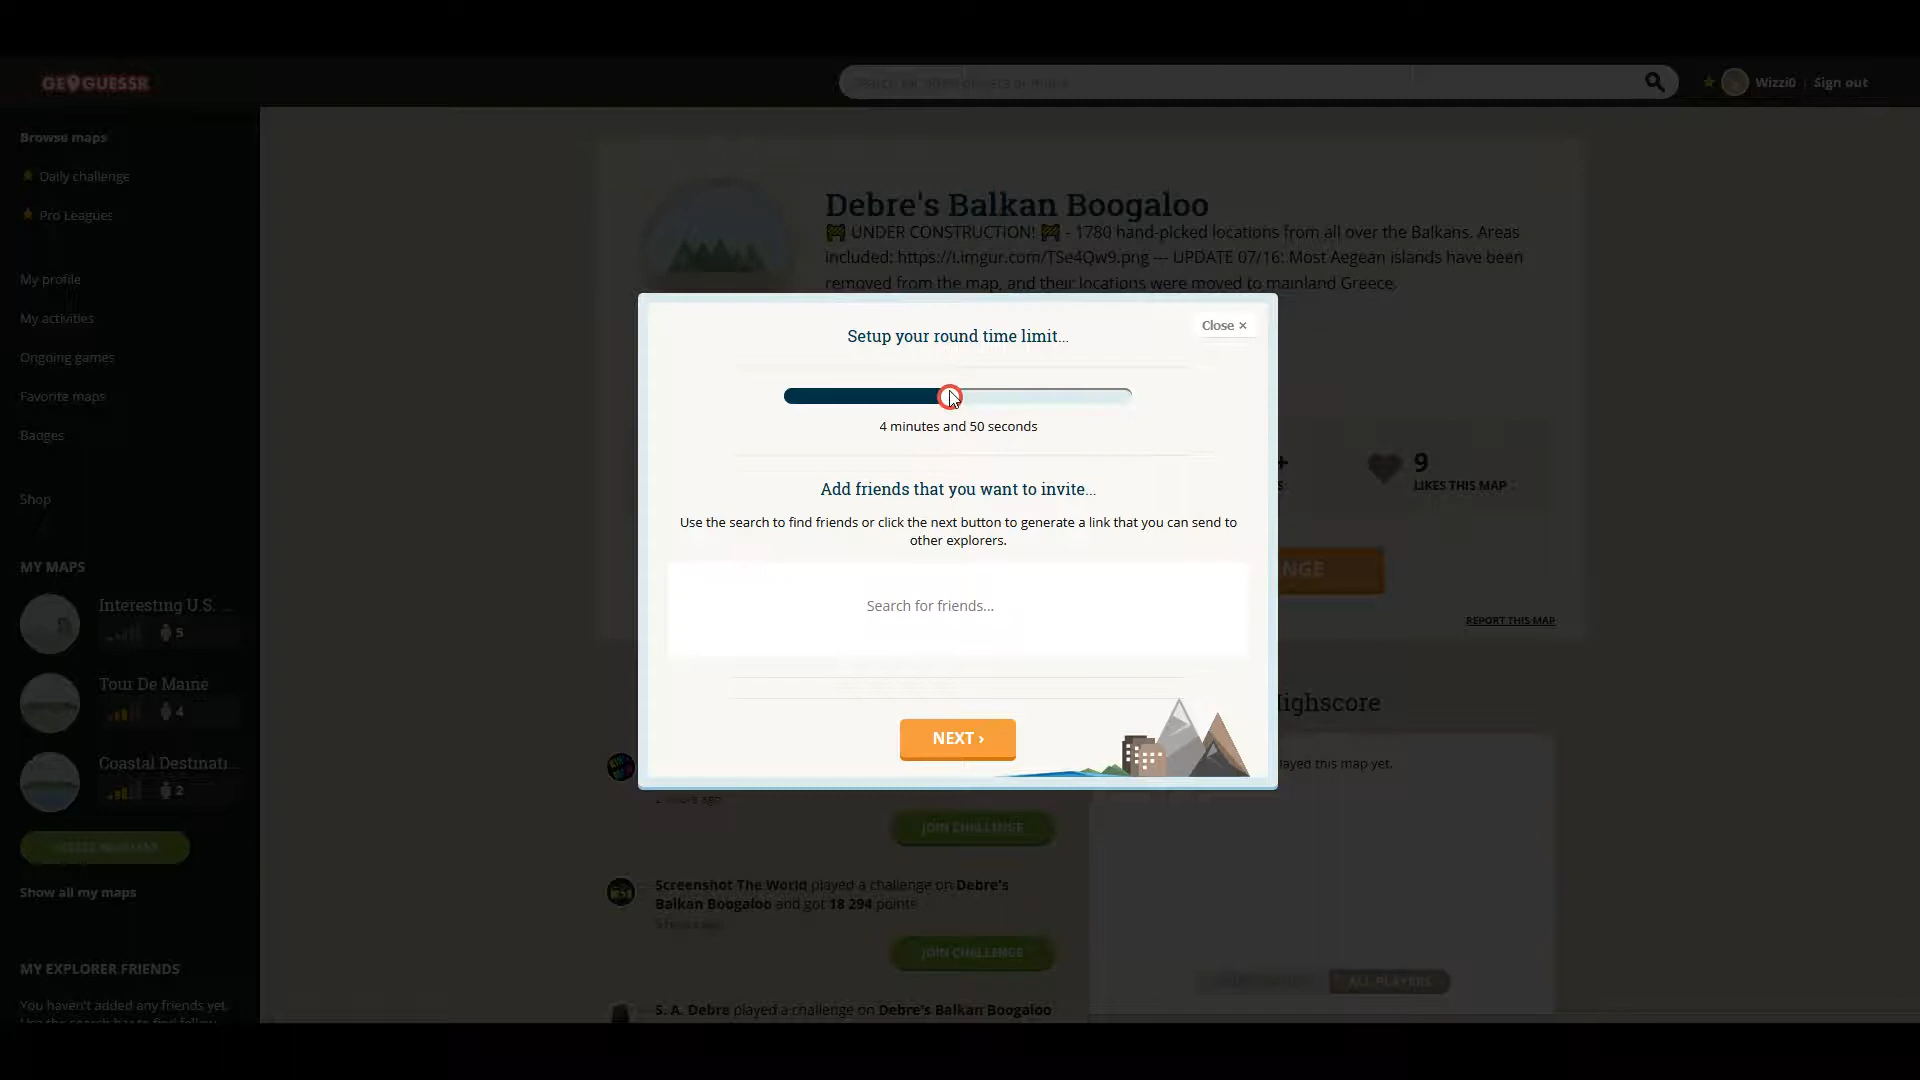 GEOGUESSR
Wizzi0 | Sign out
Browse maps
Daily challenge
Pro Leagues
My profile
My activities
Ongoing games
Favorite maps
Badges
Shop
MY MAPS
Interesting U.S. ...
5
Tour De Maine
4
Coastal Destinati...
2
Show all my maps
MY EXPLORER FRIENDS
You haven't added any friends yet.
Debre's Balkan Boogaloo
🚧 UNDER CONSTRUCTION! 🚧 - 1780 hand-picked locations from all over the Balkans. Areas
included: https://i.imgur.com/TSe4Qw9.png --- UPDATE 07/16: Most Aegean islands have been
removed from the map, and their locations were moved to mainland Greece.
Close ×
Setup your round time limit...
4 minutes and 50 seconds
Add friends that you want to invite...
Use the search to find friends or click the next button to generate a link that you can send to
other explorers.
Search for friends...
NEXT ›
+
S
9
LIKES THIS MAP
NGE
REPORT THIS MAP
Highscore
layed this map yet.
JOIN CHALLENGE
Screenshot The World played a challenge on Debre's
Balkan Boogaloo and got 18 294 points
JOIN CHALLENGE
ALL PLAYERS
S. A. Debre played a challenge on Debre's Balkan Boogaloo